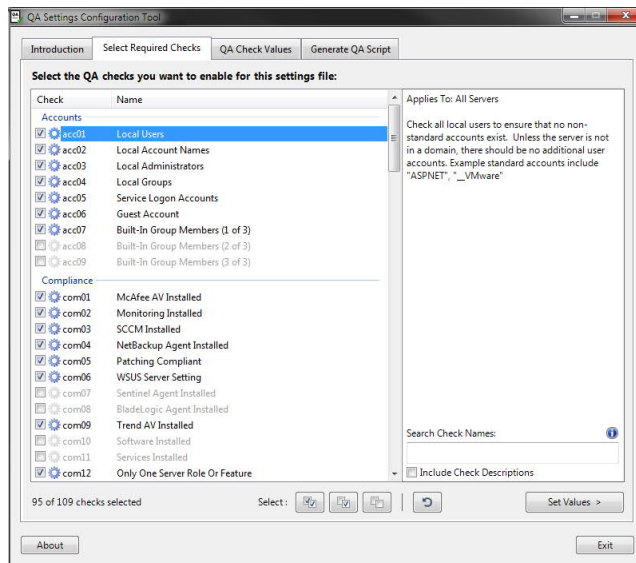 QA Settings Configuration Tool
Introduction
Select Required Checks
QA Check Values
Generate QA Script
Select the QA checks you want to enable for this settings file:
Check Name
Accounts
acc01 Local Users
acc02 Local Account Names
acc03 Local Administrators
acc04 Local Groups
acc05 Service Logon Accounts
acc06 Guest Account
acc07 Built-In Group Members (1 of 3)
acc08 Built-In Group Members (2 of 3)
acc09 Built-In Group Members (3 of 3)
Compliance
com01 McAfee AV Installed
com02 Monitoring Installed
com03 SCCM Installed
com04 NetBackup Agent Installed
com05 Patching Compliant
com06 WSUS Server Setting
com07 Sentinel Agent Installed
com08 BladeLogic Agent Installed
com09 Trend AV Installed
com10 Software Installed
com11 Services Installed
com12 Only One Server Role Or Feature
Applies To: All Servers
Check all local users to ensure that no non-
standard accounts exist. Unless the server is not
in a domain, there should be no additional user
accounts. Example standard accounts include
"ASPNET", "__VMware"
Search Check Names:
Include Check Descriptions
95 of 109 checks selected
Select :
Set Values >
About
Exit